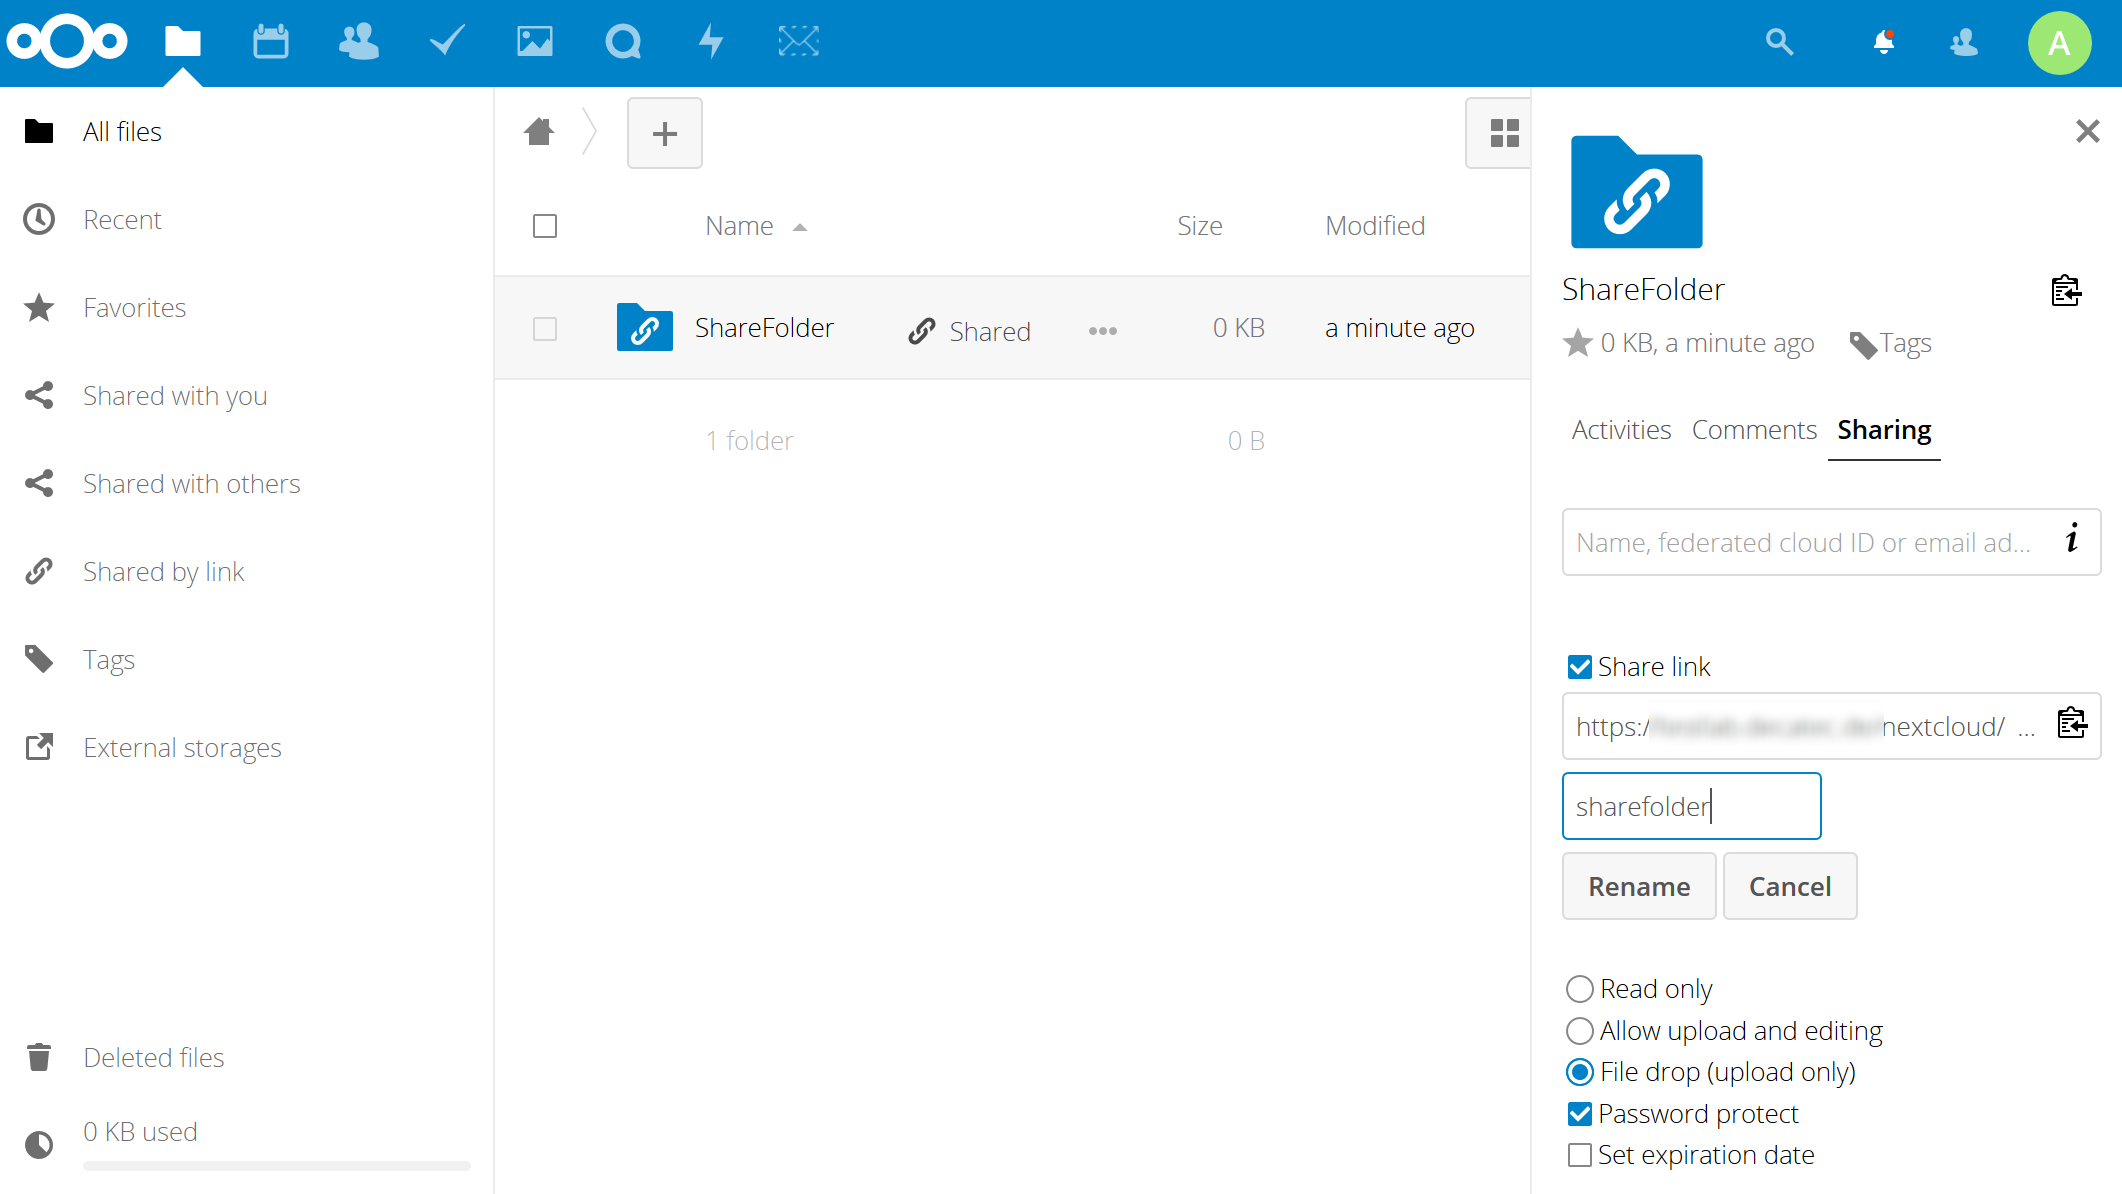 A
All files
Recent
Favorites
Shared with you
Shared with others
Shared by link
Tags
External storages
Deleted files
0 KB used
Name Size Modified
ShareFolder Shared 0 KB a minute ago
1 folder 0 B
ShareFolder
0 KB, a minute ago Tags
Activities Comments Sharing
Name, federated cloud ID or email ad...
Share link
https:/ nextcloud/ ...
sharefolder
Rename Cancel
Read only
Allow upload and editing
File drop (upload only)
Password protect
Set expiration date